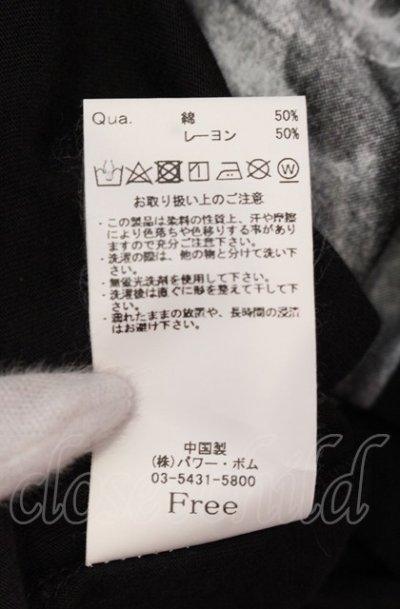 Qua. 綿 50%
レーヨン 50%
W
お取り扱い上のご注意
・この製品は染料の性質上、汗や摩擦
により色落ちや色移りする事があり
ますので充分ご注意下さい。
・洗濯の際は、他の物と分けて洗い下
さい。
・無蛍光洗剤を使用して下さい。
・洗濯後は直ぐに形を整えて干して下
さい。
・濡れたままの放置や、長時間の浸漬
はお避け下さい。
中国製
(株)パワー・ボム
03-5431-5800
Free
closet child